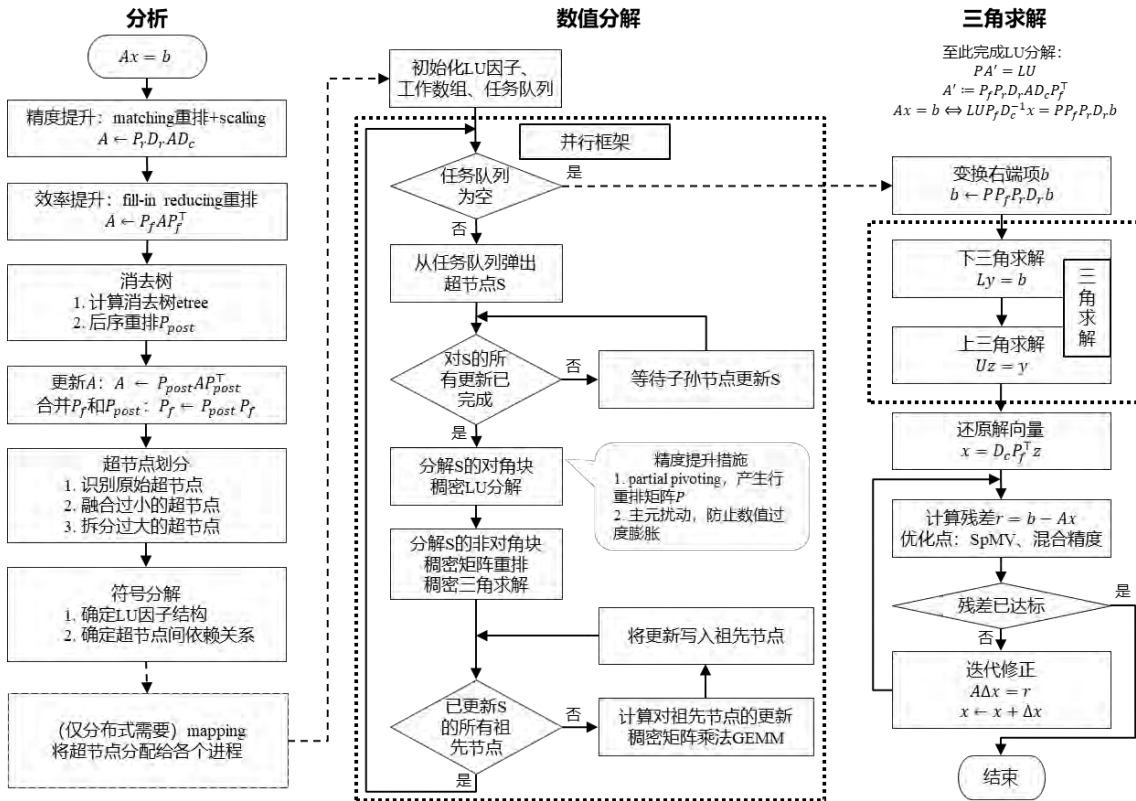 分析
Ax = b
精度提升：matching重排+scaling
A ← P_r D_r A D_c
效率提升：fill-in reducing重排
A ← P_f A P_f^⊤
消去树
1. 计算消去树etree
2. 后序重排P_post
更新A：A ← P_post A P_post^⊤
合并P_f和P_post：P_f ← P_post P_f
超节点划分
1. 识别原始超节点
2. 融合过小的超节点
3. 拆分过大的超节点
符号分解
1. 确定LU因子结构
2. 确定超节点间依赖关系
（仅分布式需要）mapping
将超节点分配给各个进程
数值分解
初始化LU因子、
工作数组、任务队列
并行框架
任务队列
为空
是
否
从任务队列弹出
超节点S
对S的所
有更新已
完成
否
等待子孙节点更新S
是
分解S的对角块
稠密LU分解
精度提升措施
1. partial pivoting，产生行
重排矩阵P
2. 主元扰动，防止数值过
度膨胀
分解S的非对角块
稠密矩阵重排
稠密三角求解
将更新写入祖先节点
已更新S
的所有祖
先节点
否
计算对祖先节点的更新
稠密矩阵乘法GEMM
是
三角求解
至此完成LU分解：
PA′ = LU
A′ ≔ P_f P_r D_r A D_c P_f^⊤
Ax = b ⇔ LUP_f D_c^{-1} x = PP_f P_r D_r b
变换右端项b
b ← PP_f P_r D_r b
下三角求解
Ly = b
三角求解
上三角求解
Uz = y
还原解向量
x = D_c P_f^⊤ z
计算残差r = b − Ax
优化点：SpMV、混合精度
残差已达标
是
否
迭代修正
AΔx = r
x ← x + Δx
结束